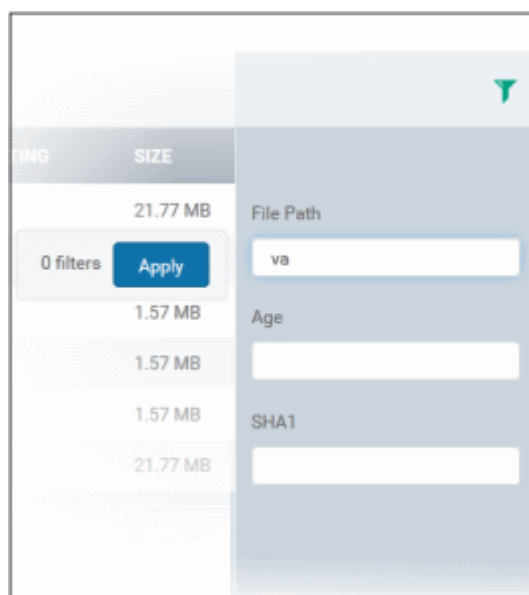 TING SIZE
21.77 MB
File Path
0 filters Apply
va
1.57 MB
Age
1.57 MB
1.57 MB
SHA1
21.77 MB